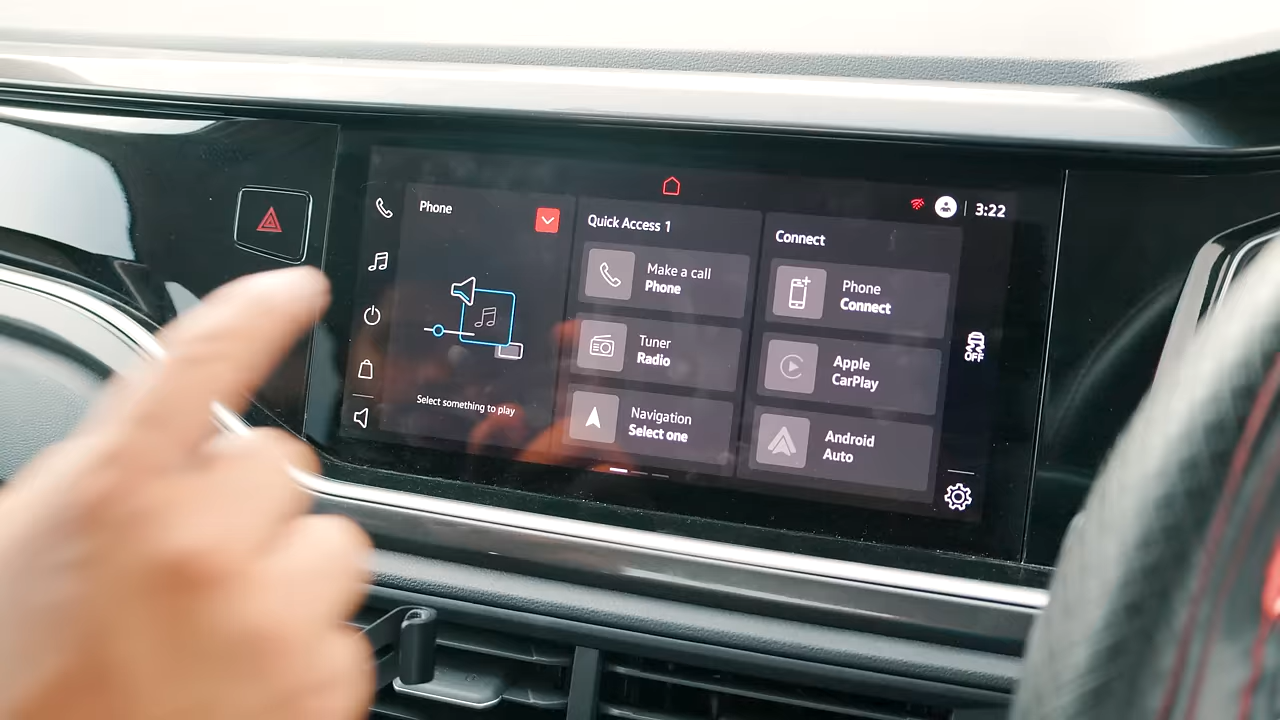 3:22
Phone
Select something to play
Quick Access 1
Make a call
Phone
Tuner
Radio
Navigation
Select one
Connect
Phone
Connect
Apple
CarPlay
Android
Auto
OFF